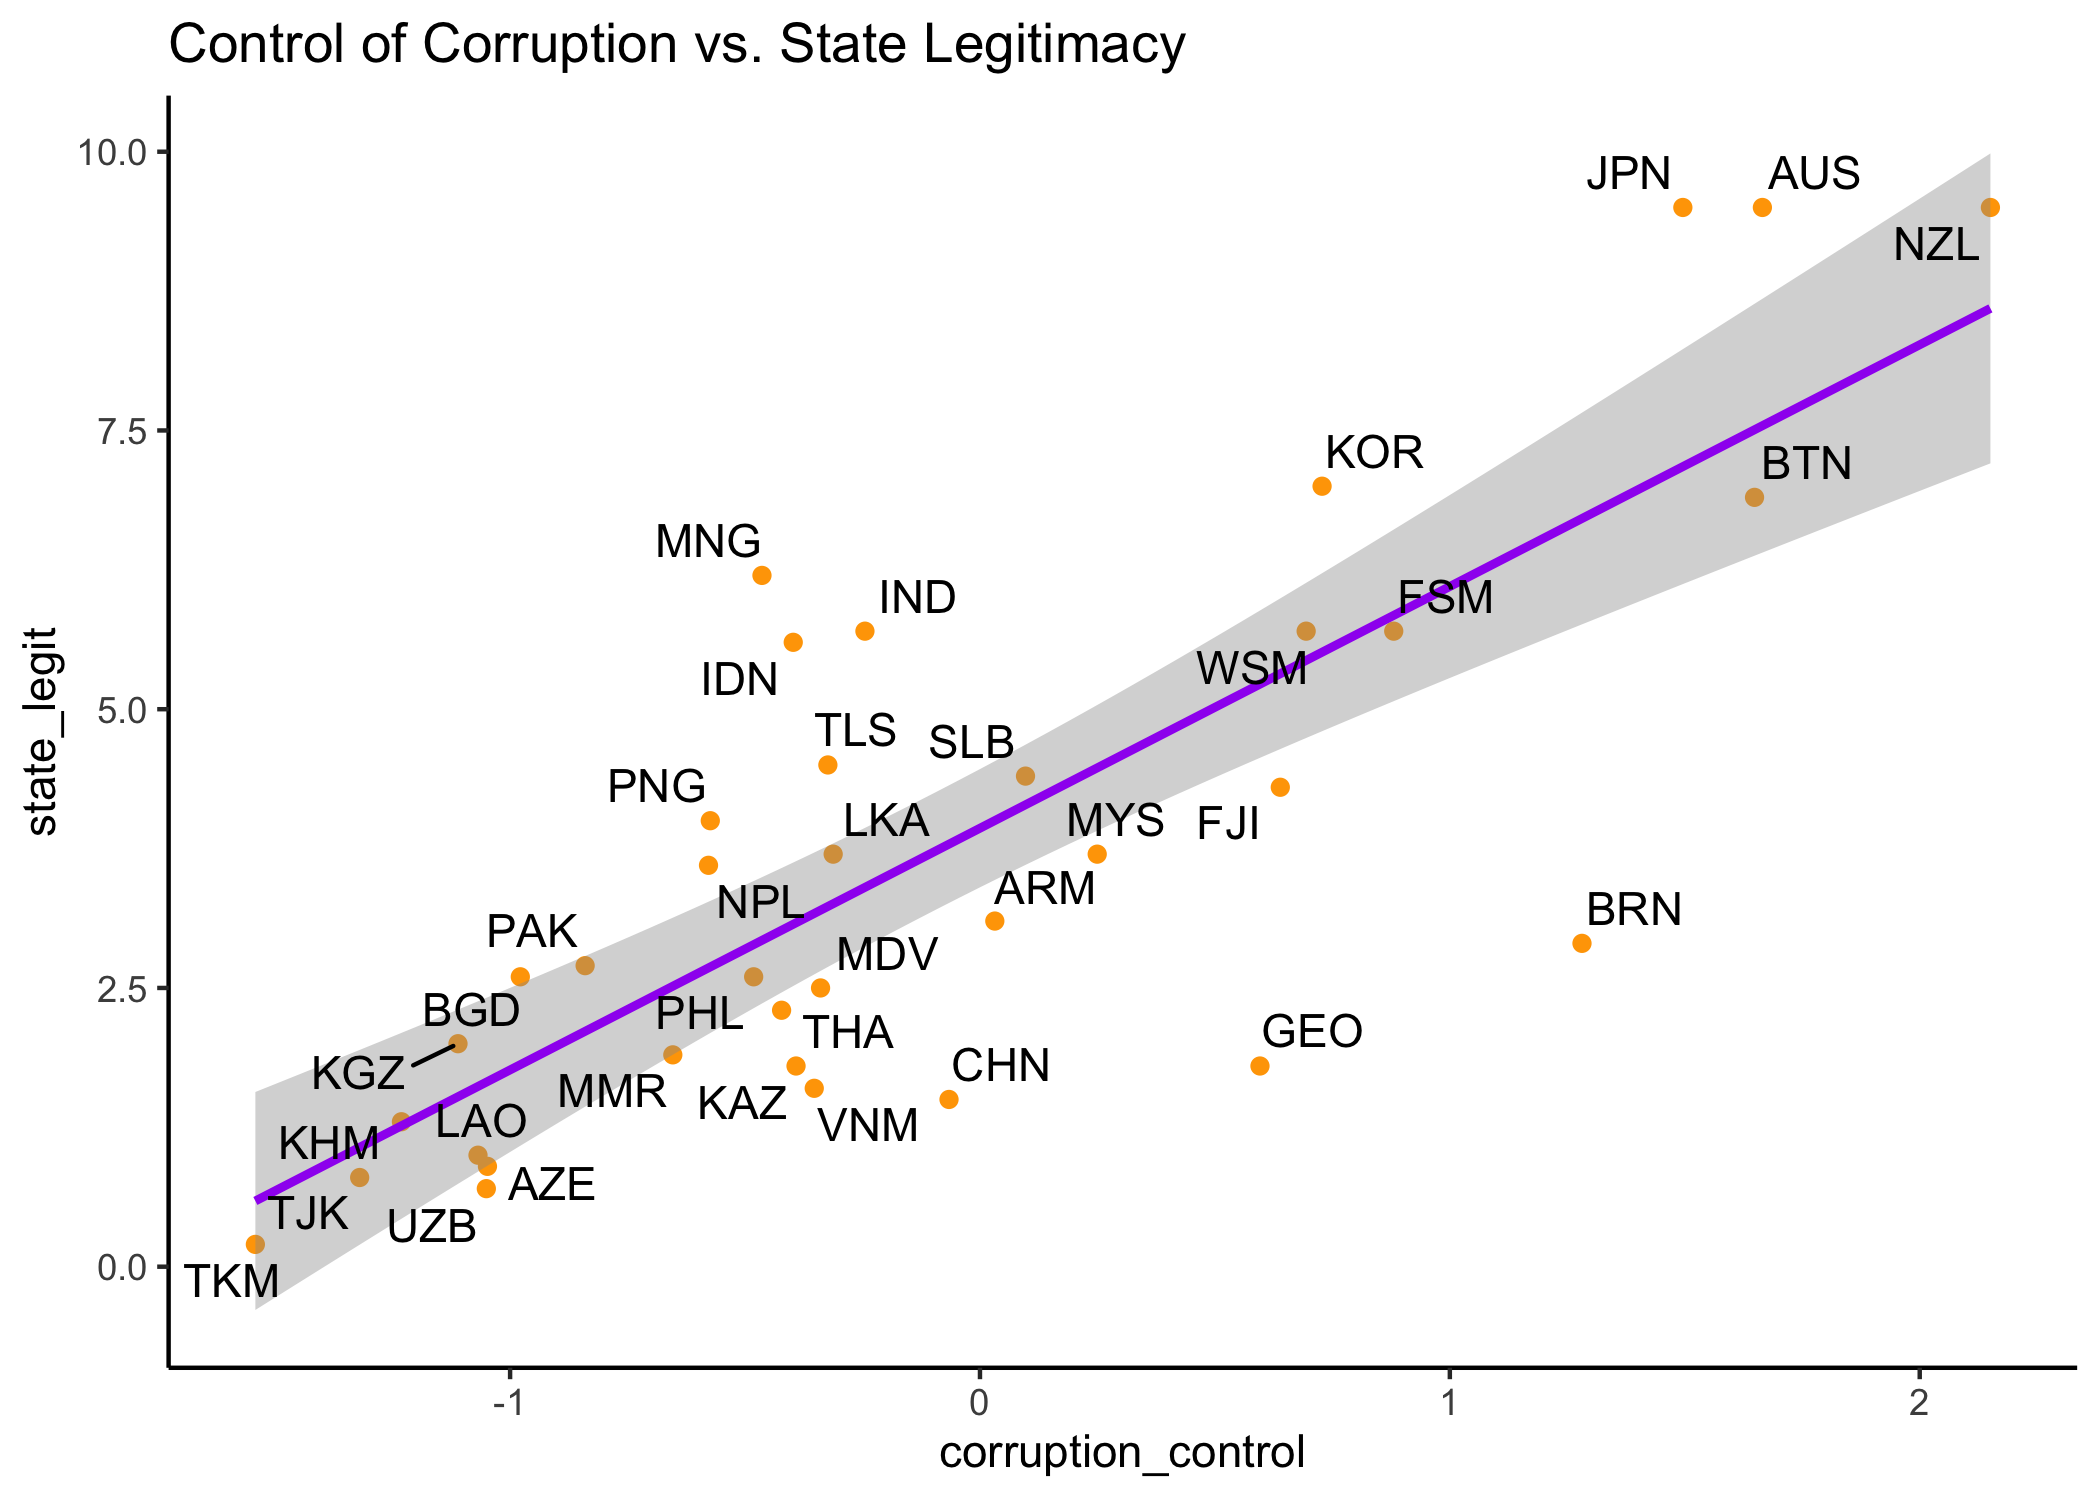 Control of Corruption vs. State Legitimacy
10.0
JPN
AUS
NZL
7.5
KOR
BTN
MNG
IND
FSM
IDN
WSM
state_legit
5.0
TLS
SLB
PNG
LKA
MYS
FJI
NPL
ARM
BRN
PAK
MDV
2.5
BGD
PHL
THA
GEO
KGZ
CHN
MMR
KAZ
VNM
LAO
KHM
AZE
TJK
UZB
0.0
TKM
-1
0
1
2
corruption_control